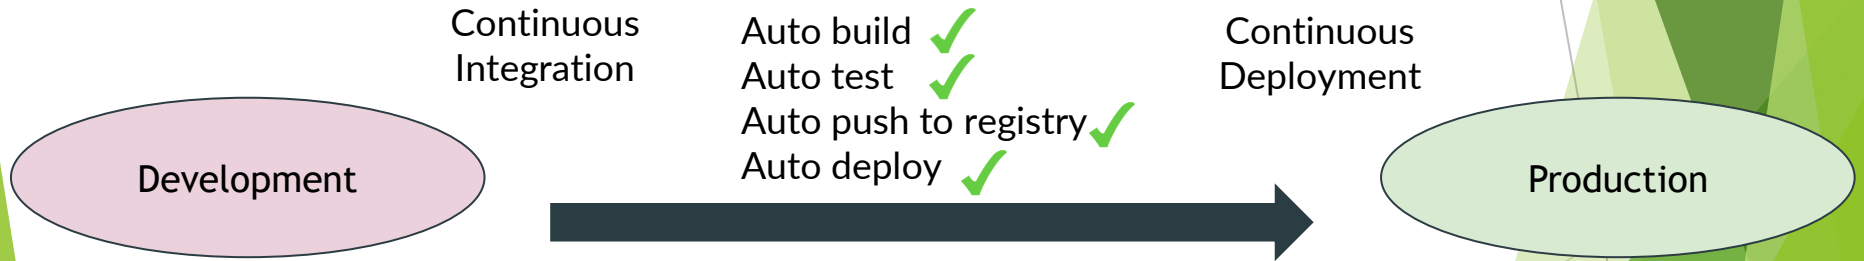 Development
Continuous
Integration
Auto build
Auto test
Auto push to registry
Auto deploy
Continuous
Deployment
Production